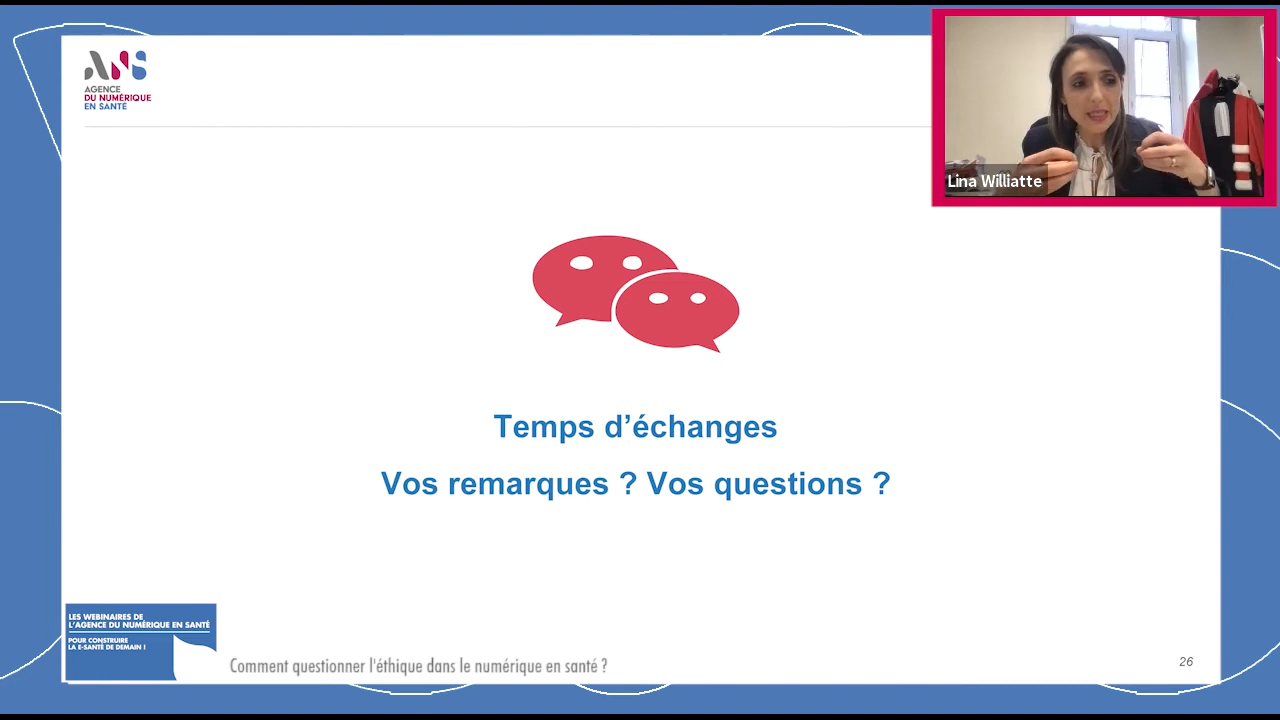 ANS
AGENCE
DU NUMÉRIQUE
EN SANTÉ
Lina Williatte
Temps d’échanges
Vos remarques ? Vos questions ?
LES WEBINAIRES DE
L'AGENCE DU NUMÉRIQUE EN SANTÉ
POUR CONSTRUIRE
LA E-SANTÉ DE DEMAIN !
Comment questionner l'éthique dans le numérique en santé ?
26